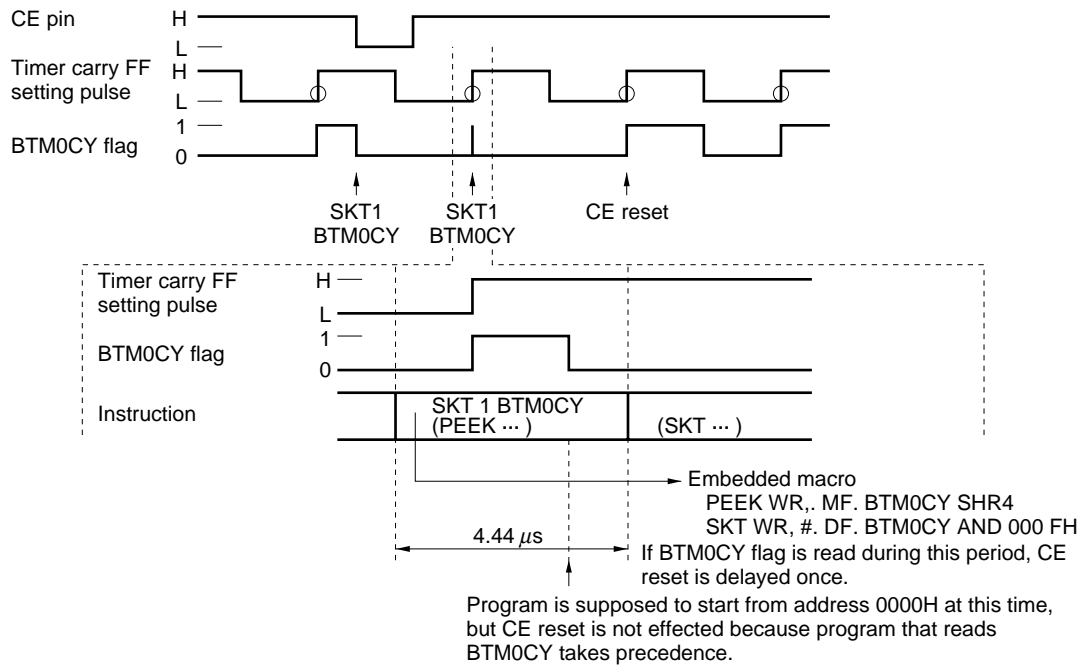 CE pin
H
L
Timer carry FF
setting pulse
H
L
BTM0CY flag
1
0
SKT1
BTM0CY
SKT1
BTM0CY
CE reset
Timer carry FF
setting pulse
H
L
BTM0CY flag
1
0
Instruction
SKT 1 BTM0CY
(PEEK ··· )
(SKT ··· )
Embedded macro
PEEK WR,. MF. BTM0CY SHR4
SKT WR, #. DF. BTM0CY AND 000 FH
4.44 μs
If BTM0CY flag is read during this period, CE
reset is delayed once.
Program is supposed to start from address 0000H at this time,
but CE reset is not effected because program that reads
BTM0CY takes precedence.